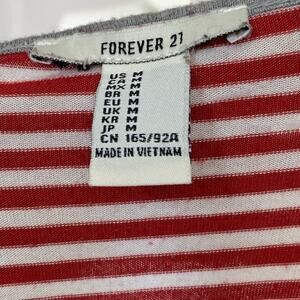 FOREVER 21
US M
CA M
MX M
BR M
EU M
UK M
KR M
JP M
CN 165/92A
MADE IN VIETNAM